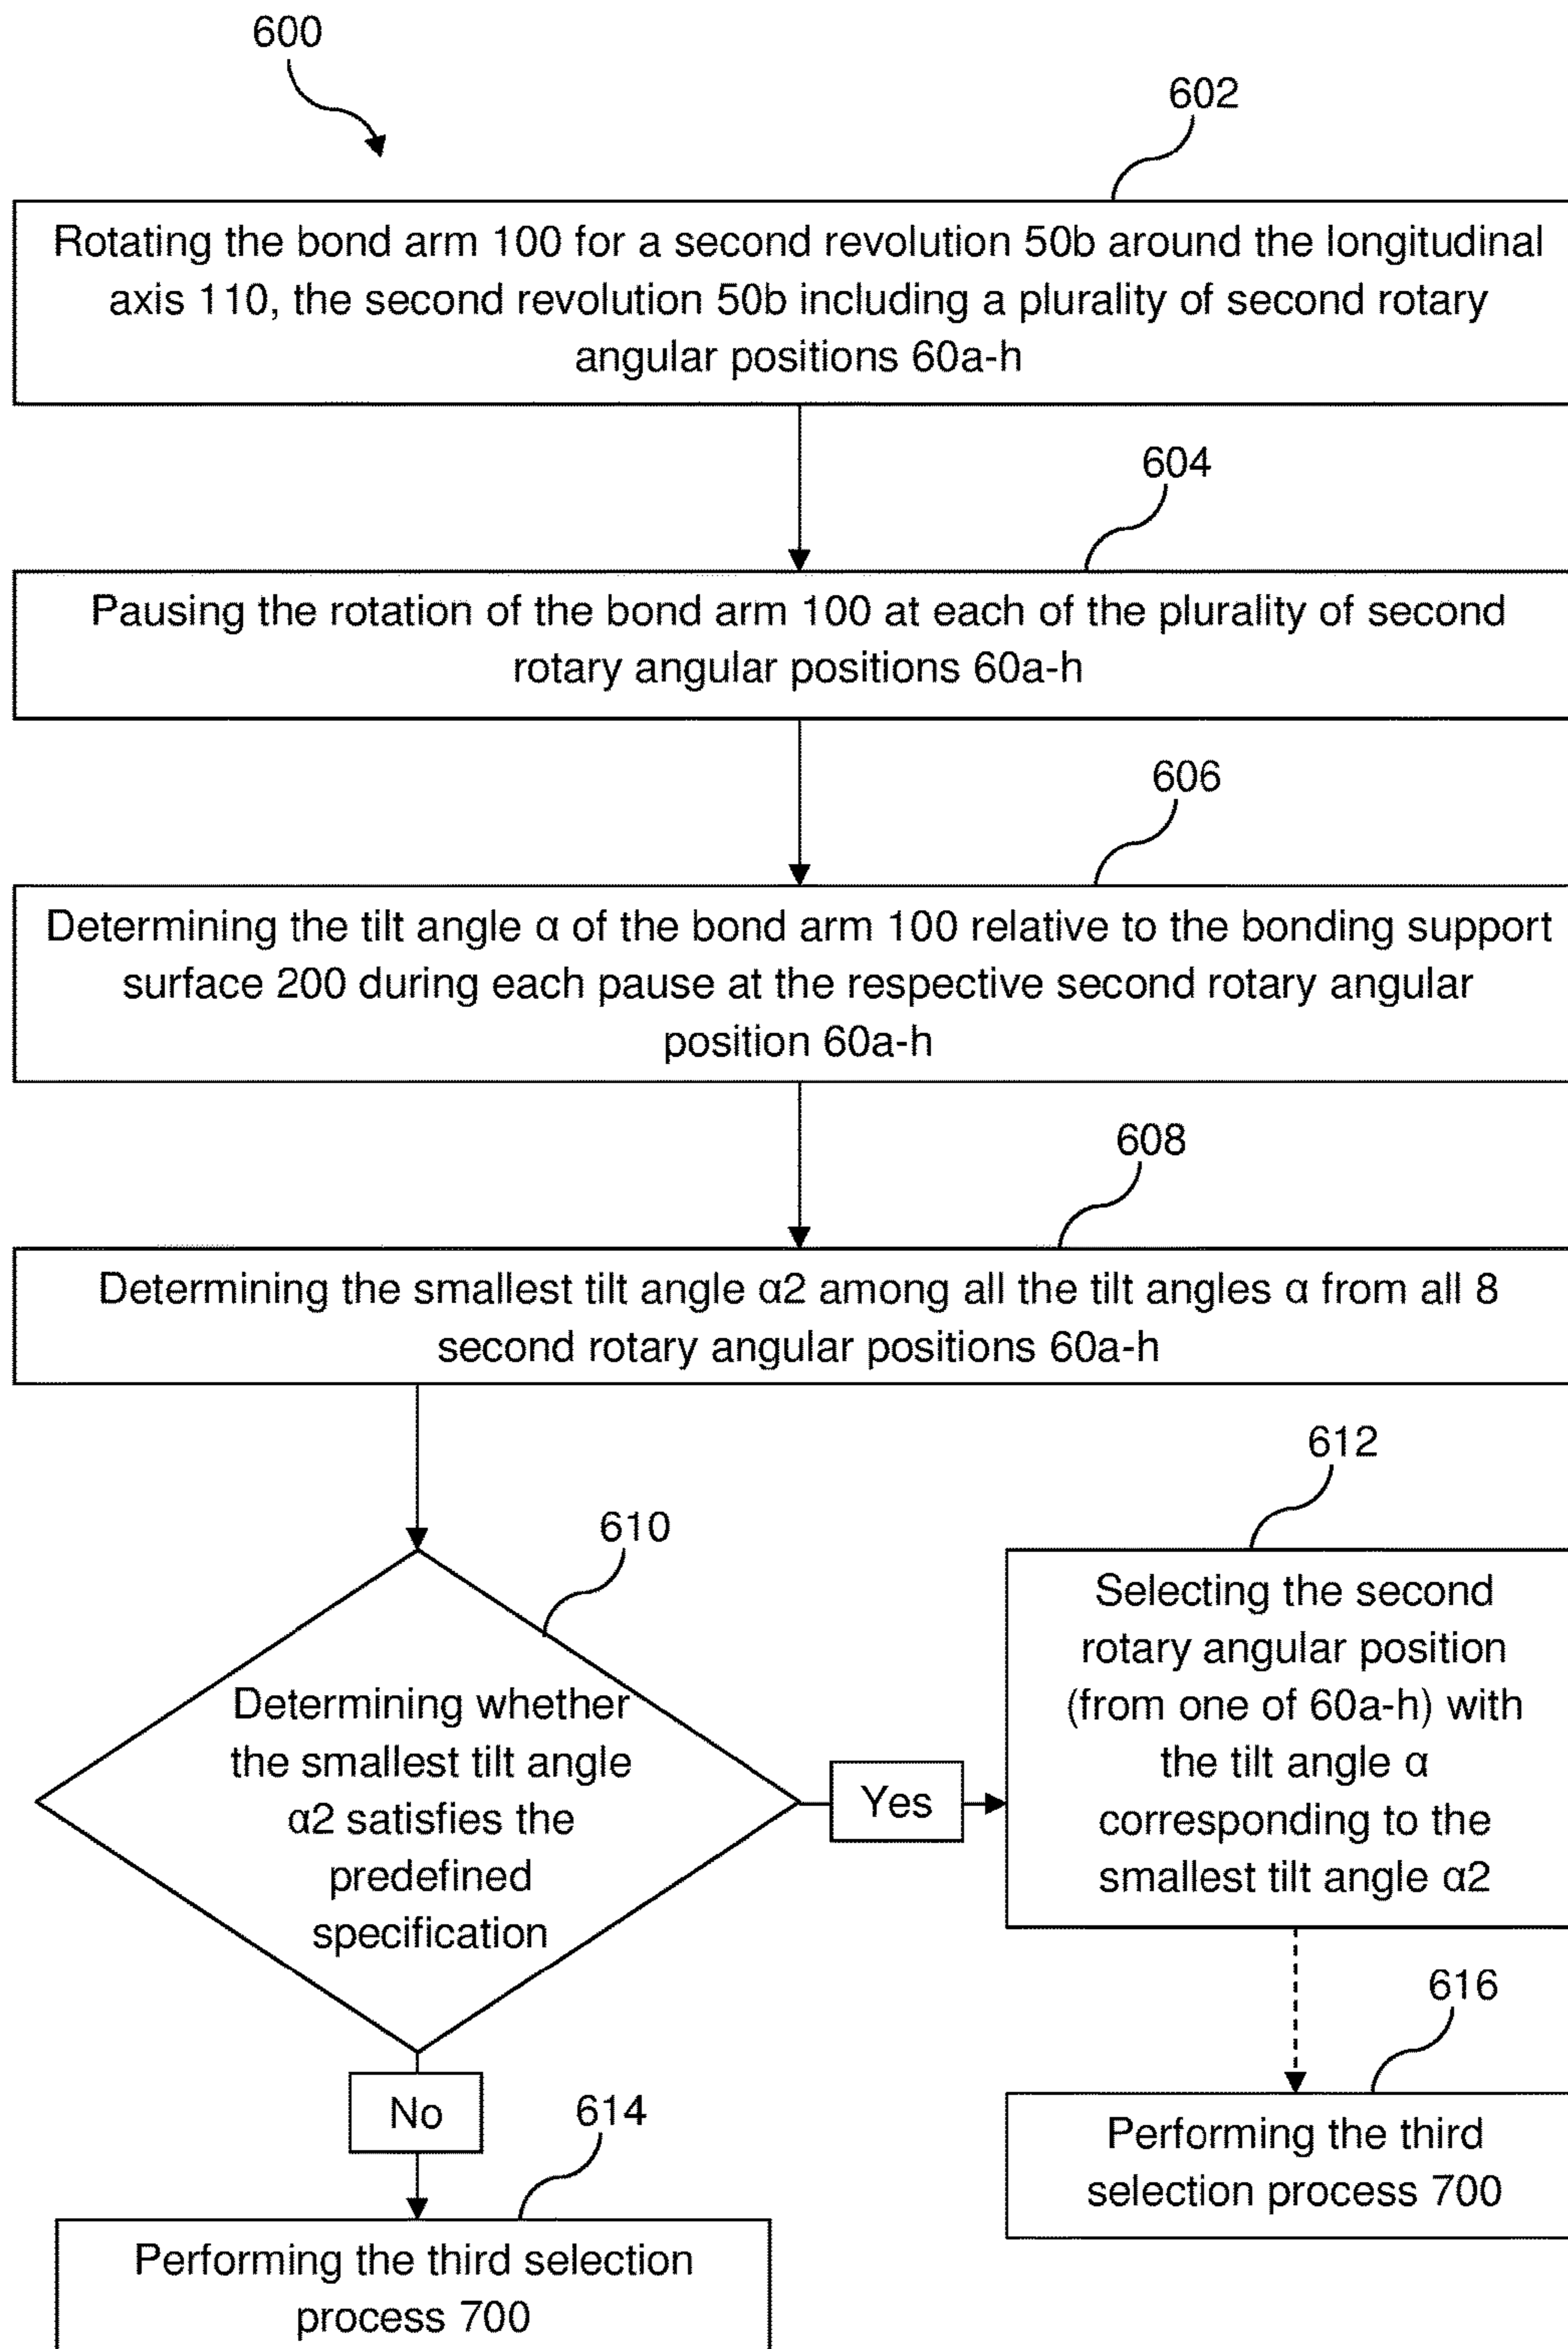 600
602
Rotating the bond arm 100 for a second revolution 50b around the longitudinal
axis 110, the second revolution 50b including a plurality of second rotary
angular positions 60a-h
604
Pausing the rotation of the bond arm 100 at each of the plurality of second
rotary angular positions 60a-h
606
Determining the tilt angle α of the bond arm 100 relative to the bonding support
surface 200 during each pause at the respective second rotary angular
position 60a-h
608
Determining the smallest tilt angle α2 among all the tilt angles α from all 8
second rotary angular positions 60a-h
610
Determining whether
the smallest tilt angle
α2 satisfies the
predefined
specification
Yes
612
Selecting the second
rotary angular position
(from one of 60a-h) with
the tilt angle α
corresponding to the
smallest tilt angle α2
616
Performing the third
selection process 700
No
614
Performing the third selection
process 700